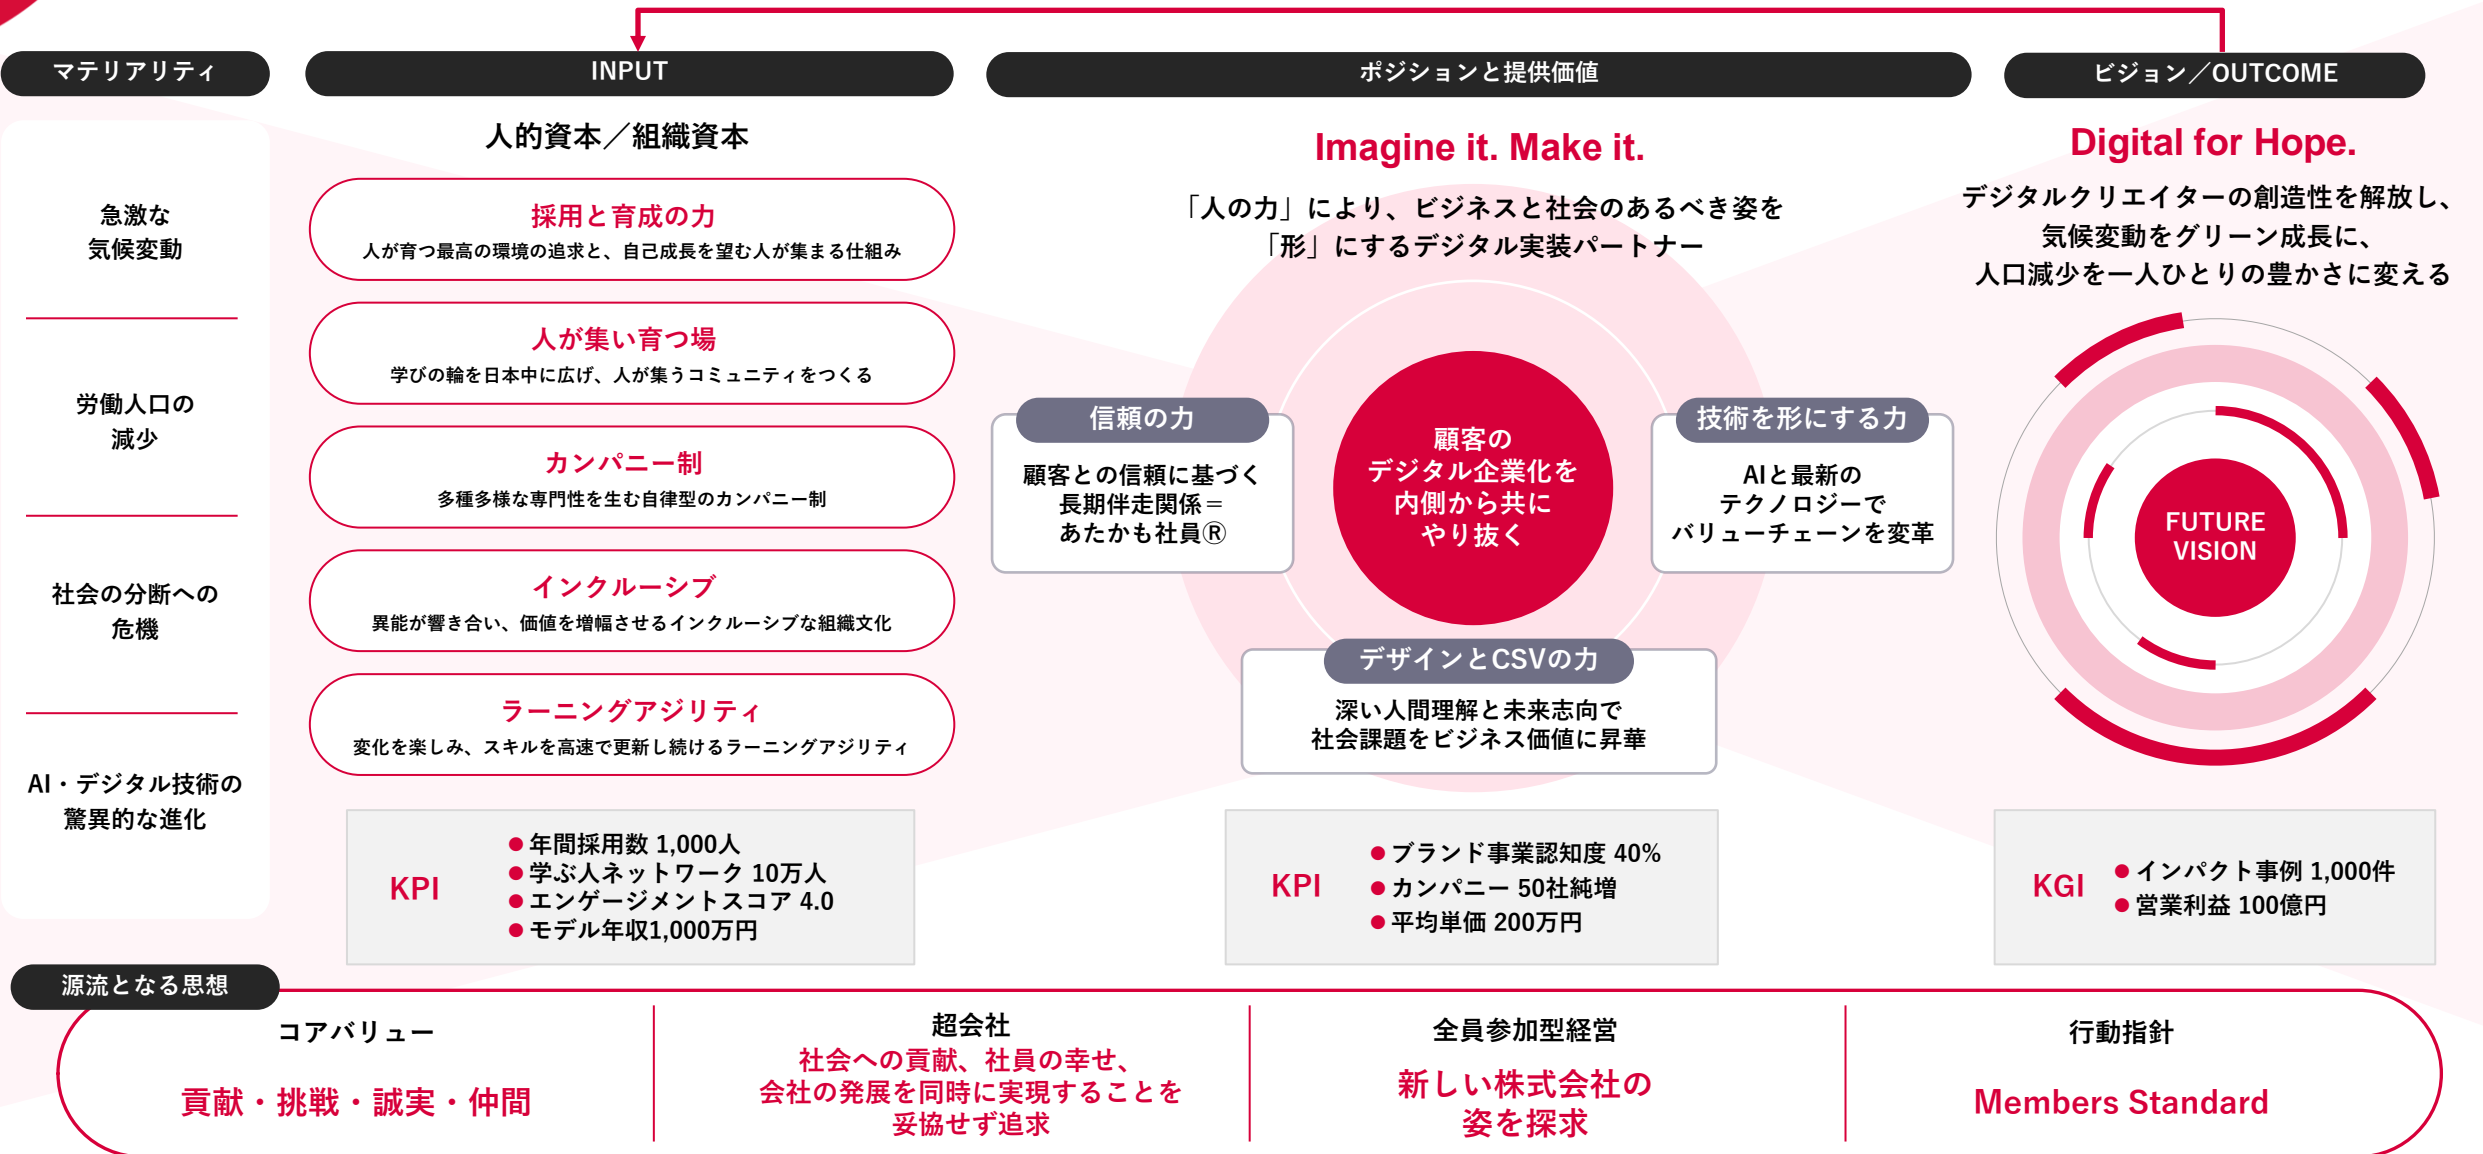 マテリアリティ
急激な
気候変動
労働人口の
減少
社会の分断への
危機
AI・デジタル技術の
驚異的な進化
INPUT
人的資本／組織資本
採用と育成の力
人が育つ最高の環境の追求と、自己成長を望む人が集まる仕組み
人が集い育つ場
学びの輪を日本中に広げ、人が集うコミュニティをつくる
カンパニー制
多種多様な専門性を生む自律型のカンパニー制
インクルーシブ
異能が響き合い、価値を増幅させるインクルーシブな組織文化
ラーニングアジリティ
変化を楽しみ、スキルを高速で更新し続けるラーニングアジリティ
KPI
●年間採用数 1,000人
●学ぶ人ネットワーク 10万人
●エンゲージメントスコア 4.0
●モデル年収1,000万円
ポジションと提供価値
Imagine it. Make it.
「人の力」により、ビジネスと社会のあるべき姿を
「形」にするデジタル実装パートナー
信頼の力
顧客との信頼に基づく
長期伴走関係＝
あたかも社員Ⓡ
顧客の
デジタル企業化を
内側から共に
やり抜く
技術を形にする力
AIと最新の
テクノロジーで
バリューチェーンを変革
デザインとCSVの力
深い人間理解と未来志向で
社会課題をビジネス価値に昇華
KPI
●ブランド事業認知度 40%
●カンパニー 50社純増
●平均単価 200万円
ビジョン／OUTCOME
Digital for Hope.
デジタルクリエイターの創造性を解放し、
気候変動をグリーン成長に、
人口減少を一人ひとりの豊かさに変える
FUTURE
VISION
KGI
●インパクト事例 1,000件
●営業利益 100億円
源流となる思想
コアバリュー
貢献・挑戦・誠実・仲間
超会社
社会への貢献、社員の幸せ、
会社の発展を同時に実現することを
妥協せず追求
全員参加型経営
新しい株式会社の
姿を探求
行動指針
Members Standard